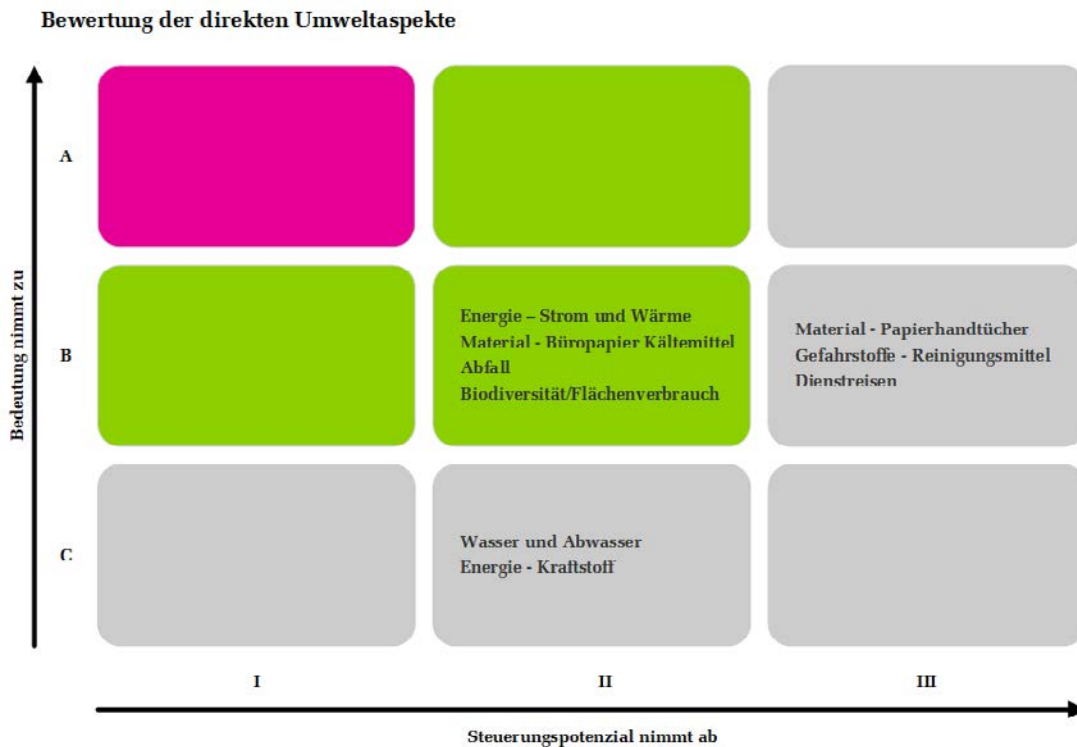 Bewertung der direkten Umweltaspekte
A
Bedeutung nimmt zu
B
Energie – Strom und Wärme
Material - Büropapier Kältemittel
Abfall
Biodiversität/Flächenverbrauch
Material - Papierhandtücher
Gefahrstoffe - Reinigungsmittel
Dienstreisen
C
Wasser und Abwasser
Energie - Kraftstoff
I
II
III
Steuerungspotenzial nimmt ab